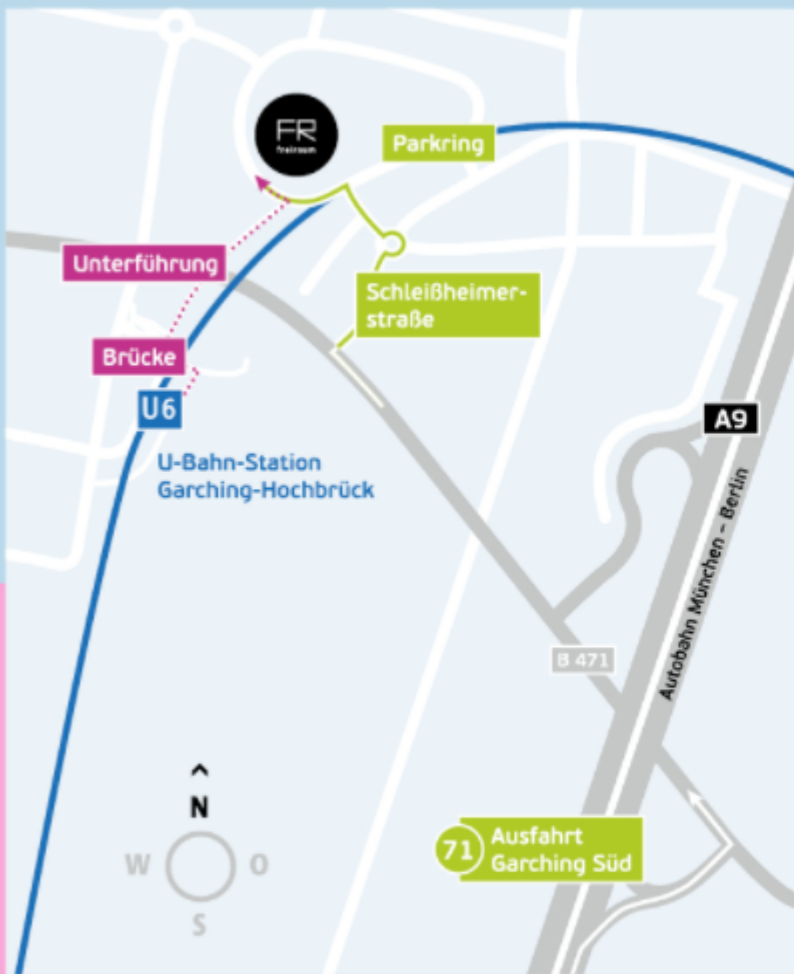 FR
freiraum
Parkring
Unterführung
Schleißheimer-
straße
Brücke
U6
A9
U-Bahn-Station
Garching-Hochbrück
Autobahn München – Berlin
B 471
N
W
O
S
71
Ausfahrt
Garching Süd